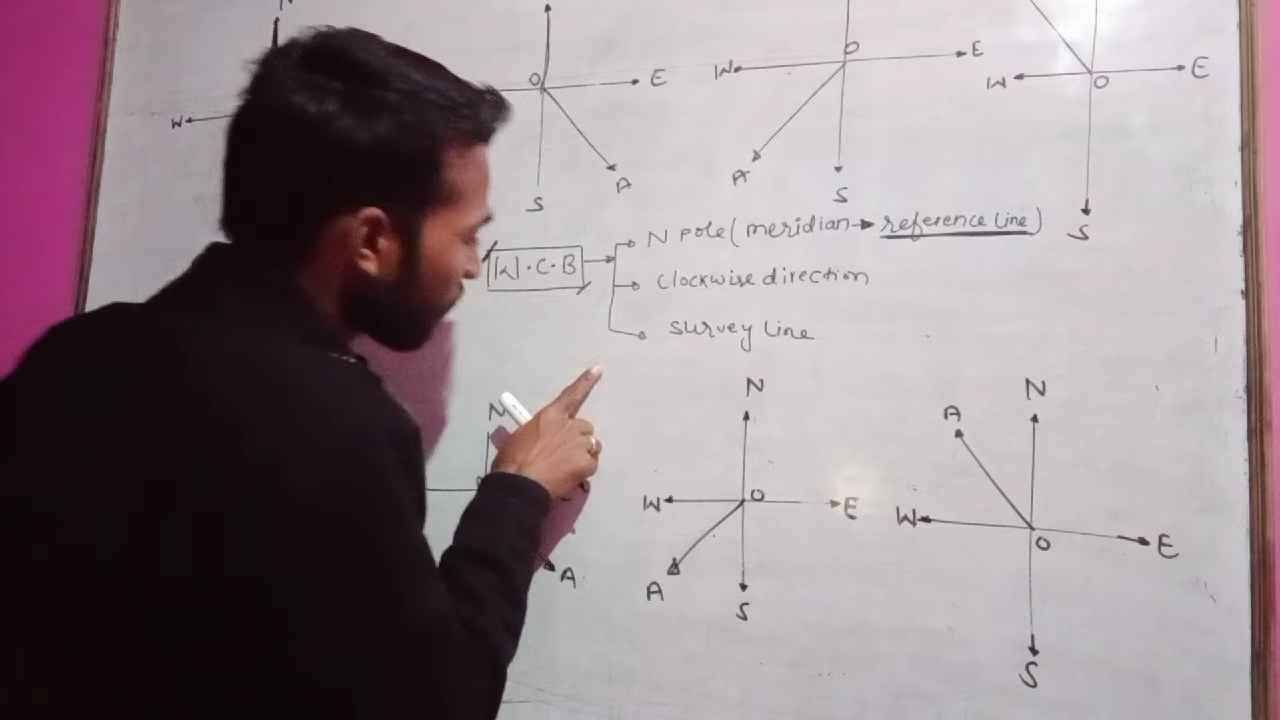 N
W
O
E
A
S
W
O
E
A
S
W
O
E
S
W.C.B
N pole (meridian → reference line)
Clockwise direction
survey line
N
A
N
W
O
E
A
S
N
A
W
O
E
S